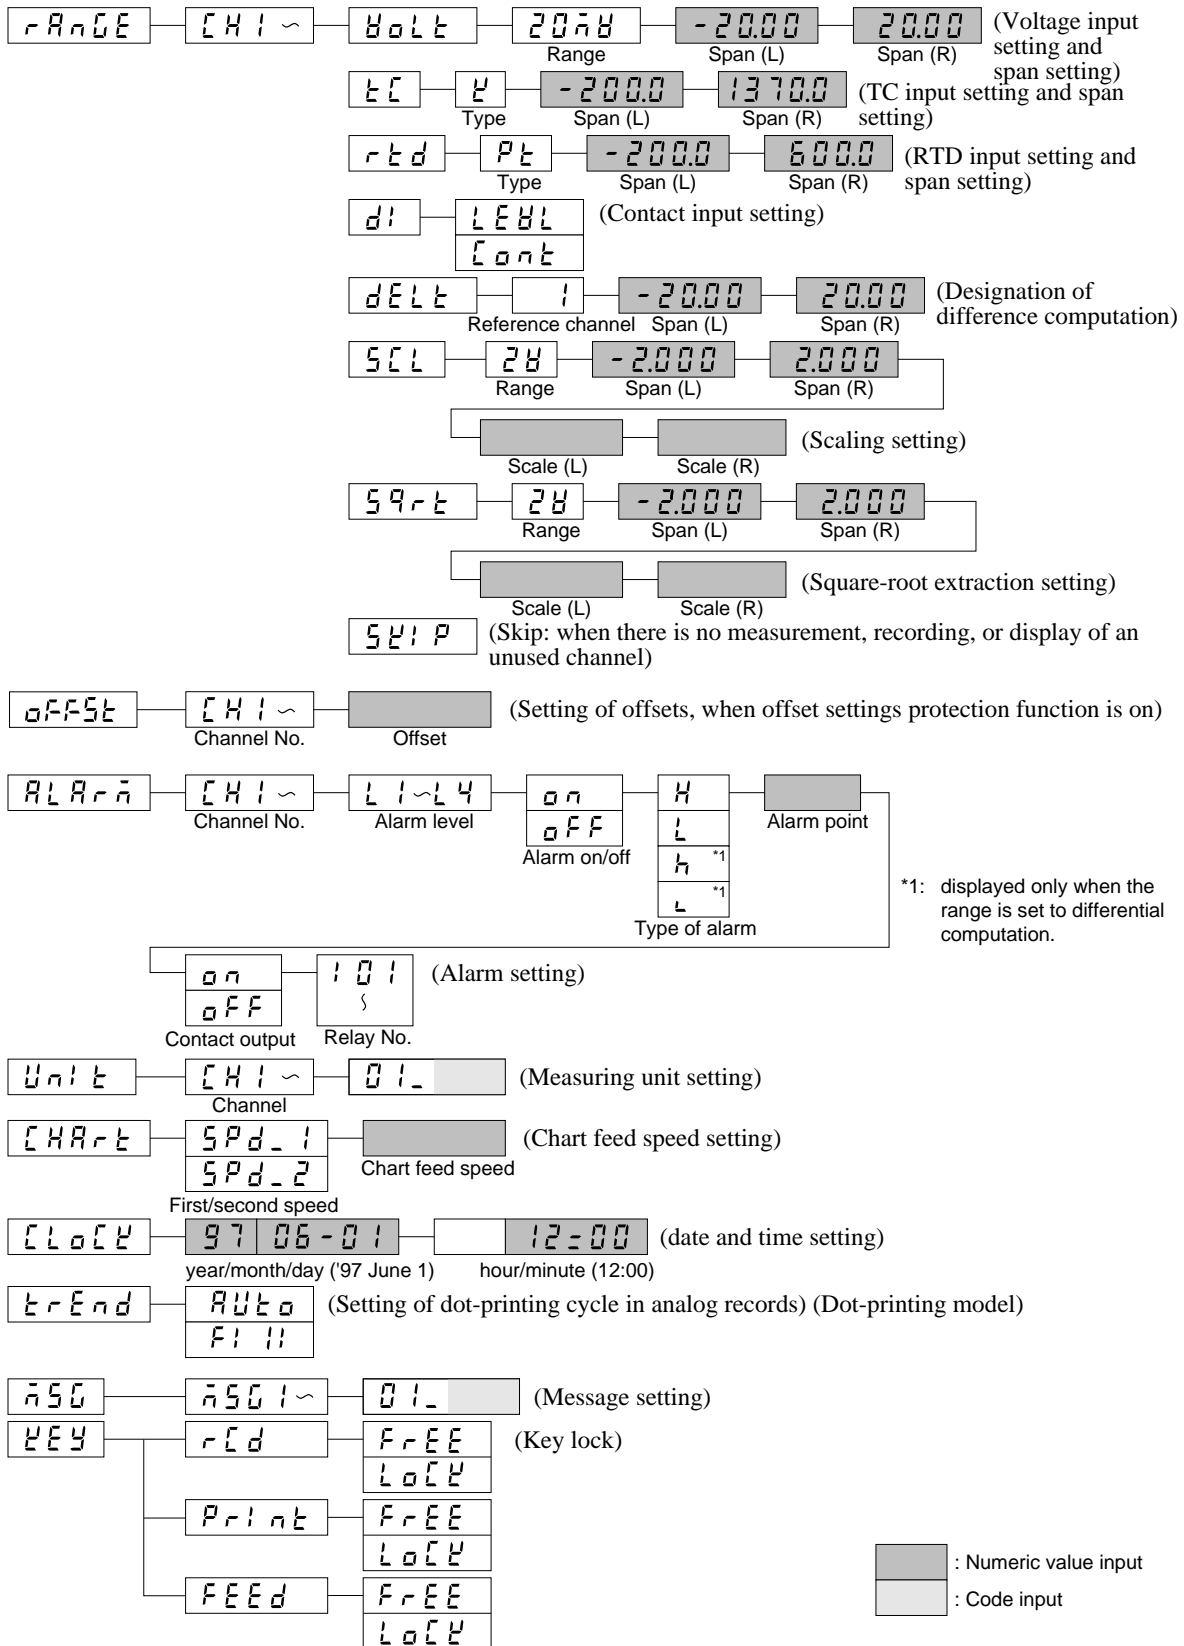 rAnGE CH1~ VoLt 20mV -20.00 20.00 (Voltage input
setting and
span setting)
Range Span (L) Span (R)
tC K -200.0 1370.0 (TC input setting and span
setting)
Type Span (L) Span (R)
rtd Pt -200.0 600.0 (RTD input setting and
span setting)
Type Span (L) Span (R)
dI LEVL (Contact input setting)
Cont
dELt 1 -20.00 20.00 (Designation of
difference computation)
Reference channel Span (L) Span (R)
SCL 2V -2.000 2.000
Range Span (L) Span (R)
(Scaling setting)
Scale (L) Scale (R)
Sqrt 2V -2.000 2.000
Range Span (L) Span (R)
(Square-root extraction setting)
Scale (L) Scale (R)
SKIP (Skip: when there is no measurement, recording, or display of an
unused channel)
oFFSt CH1~ (Setting of offsets, when offset settings protection function is on)
Channel No. Offset
ALArm CH1~ L1~L4 on H
Channel No. Alarm level oFF L Alarm point
Alarm on/off h *1
L *1
Type of alarm
*1: displayed only when the
range is set to differential
computation.
on 101 (Alarm setting)
oFF ~
Contact output Relay No.
UnIt CH1~ 01_ (Measuring unit setting)
Channel
CHArt SPd_1 (Chart feed speed setting)
SPd_2 Chart feed speed
First/second speed
CLoCK 97 06-01 12=00 (date and time setting)
year/month/day ('97 June 1) hour/minute (12:00)
trEnd AUto (Setting of dot-printing cycle in analog records) (Dot-printing model)
FI II
mSG mSG1~ 01_ (Message setting)
KEY rCd FrEE (Key lock)
LoCK
PrInt FrEE
LoCK
FEEd FrEE
LoCK
: Numeric value input
: Code input